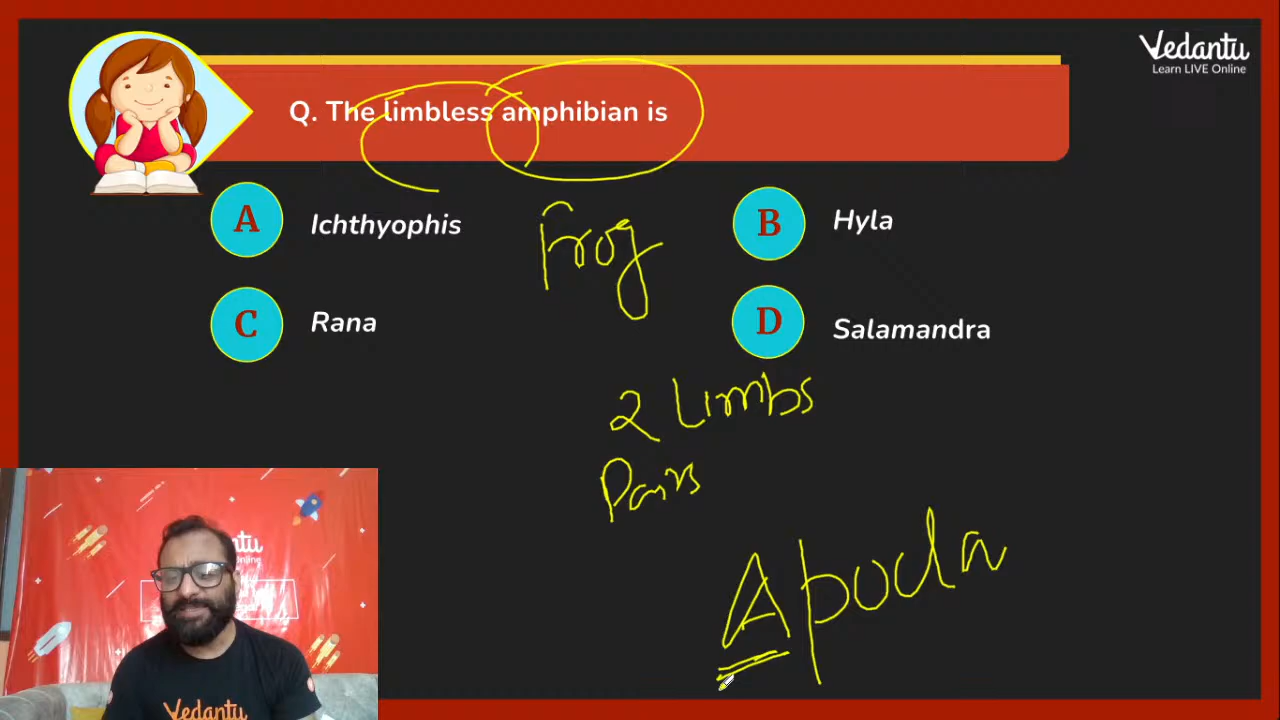 Vedantu
Learn LIVE Online
Q. The limbless amphibian is
A Ichthyophis
B Hyla
Frog
C Rana
D Salamandra
2 Limbs
Pairs
Apoda
Vedantu